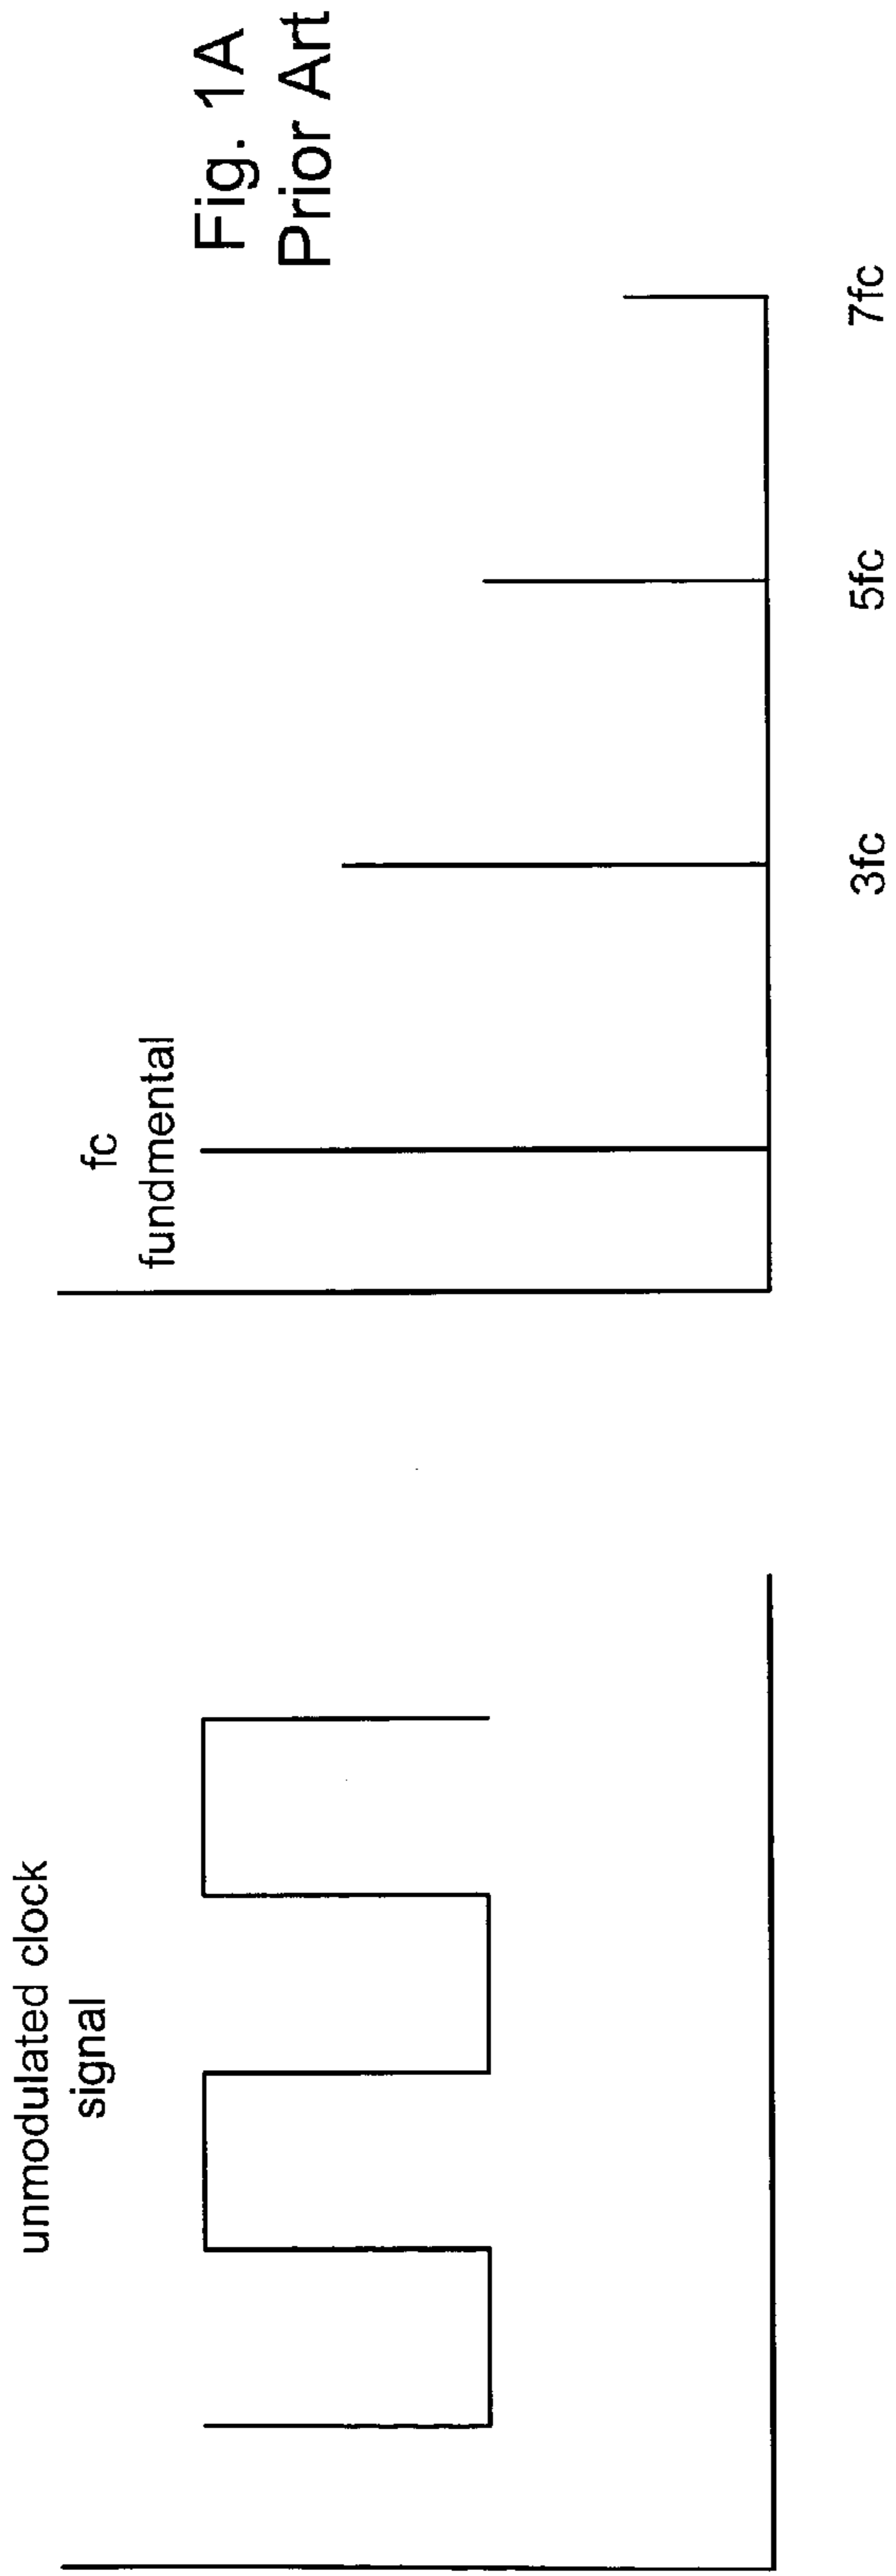 unmodulated clock
signal
fc
fundmental
3fc
5fc
7fc
Fig. 1A
Prior Art